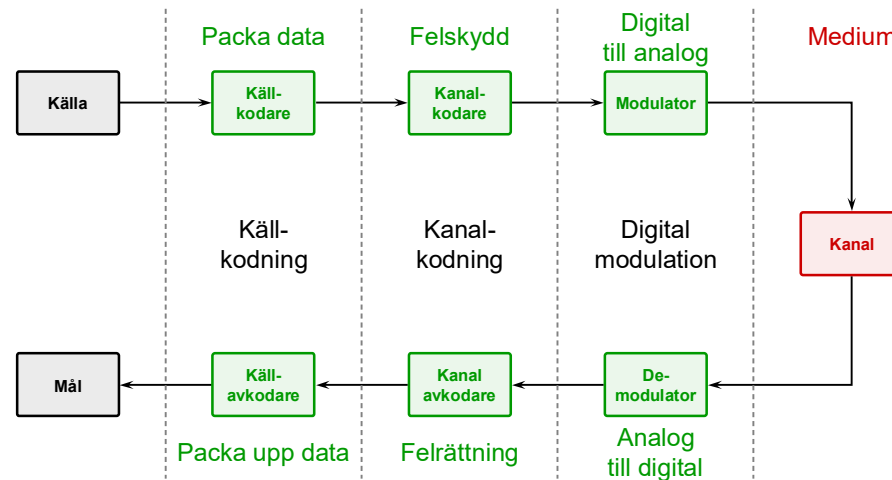 Packa data
Felskydd
Digital
till analog
Medium
Källa
Käll-
kodare
Kanal-
kodare
Modulator
Käll-
kodning
Kanal-
kodning
Digital
modulation
Kanal
Mål
Käll-
avkodare
Kanal
avkodare
De-
modulator
Packa upp data
Felrättning
Analog
till digital